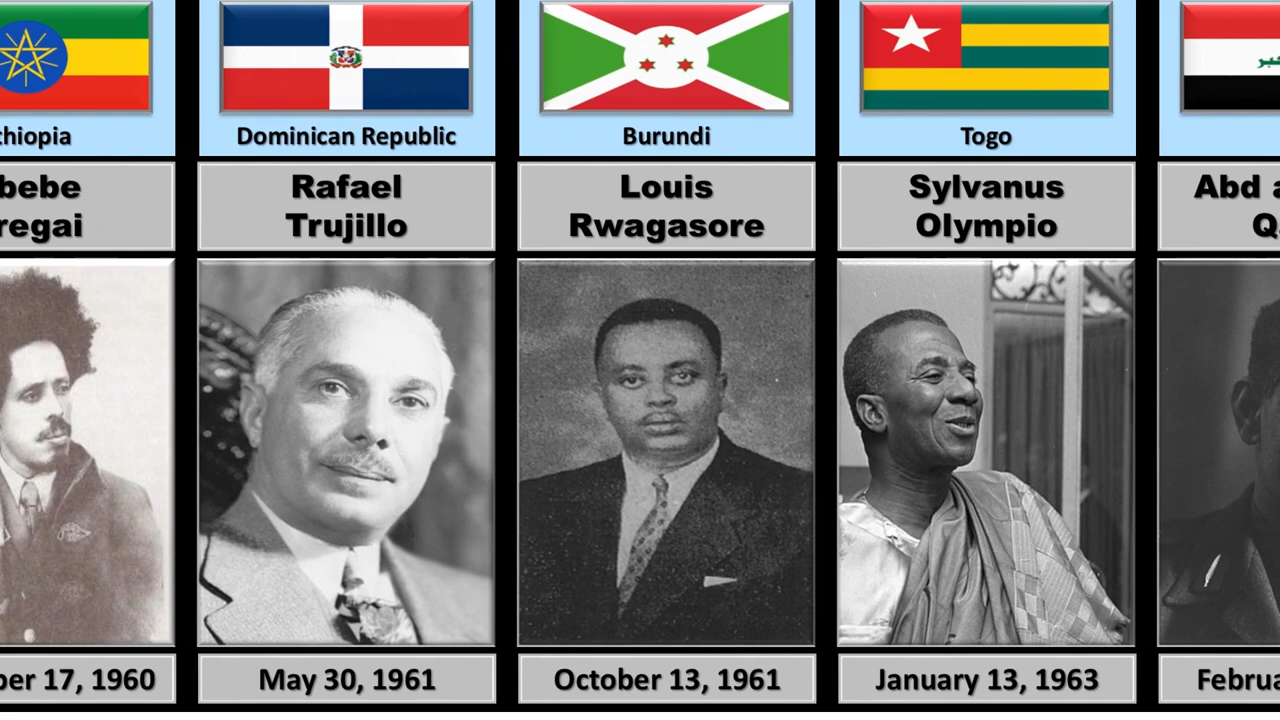 thiopia
Dominican Republic
Burundi
Togo
bebe
regai
Rafael
Trujillo
Louis
Rwagasore
Sylvanus
Olympio
Abd a
Q
ber 17, 1960
May 30, 1961
October 13, 1961
January 13, 1963
Februa